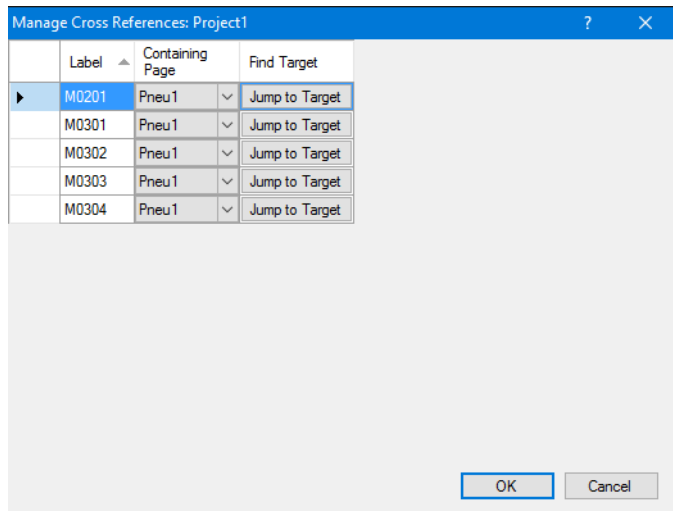 Manage Cross References: Project1 ?
Label Containing Page Find Target
M0201 Pneu1 Jump to Target
M0301 Pneu1 Jump to Target
M0302 Pneu1 Jump to Target
M0303 Pneu1 Jump to Target
M0304 Pneu1 Jump to Target
OK Cancel